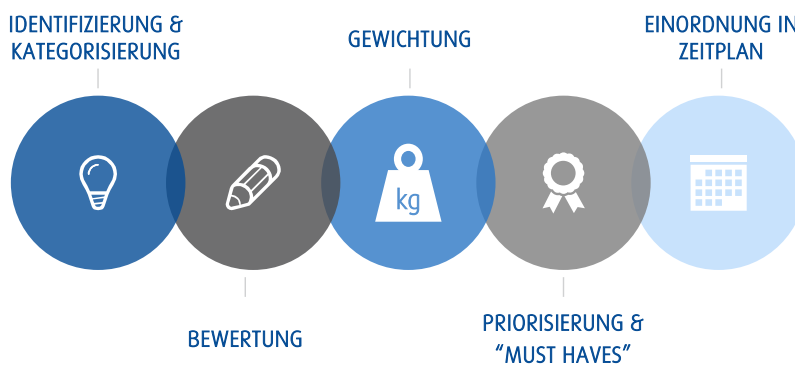 IDENTIFIZIERUNG &
KATEGORISIERUNG
BEWERTUNG
GEWICHTUNG
kg
PRIORISIERUNG &
“MUST HAVES”
EINORDNUNG IN
ZEITPLAN